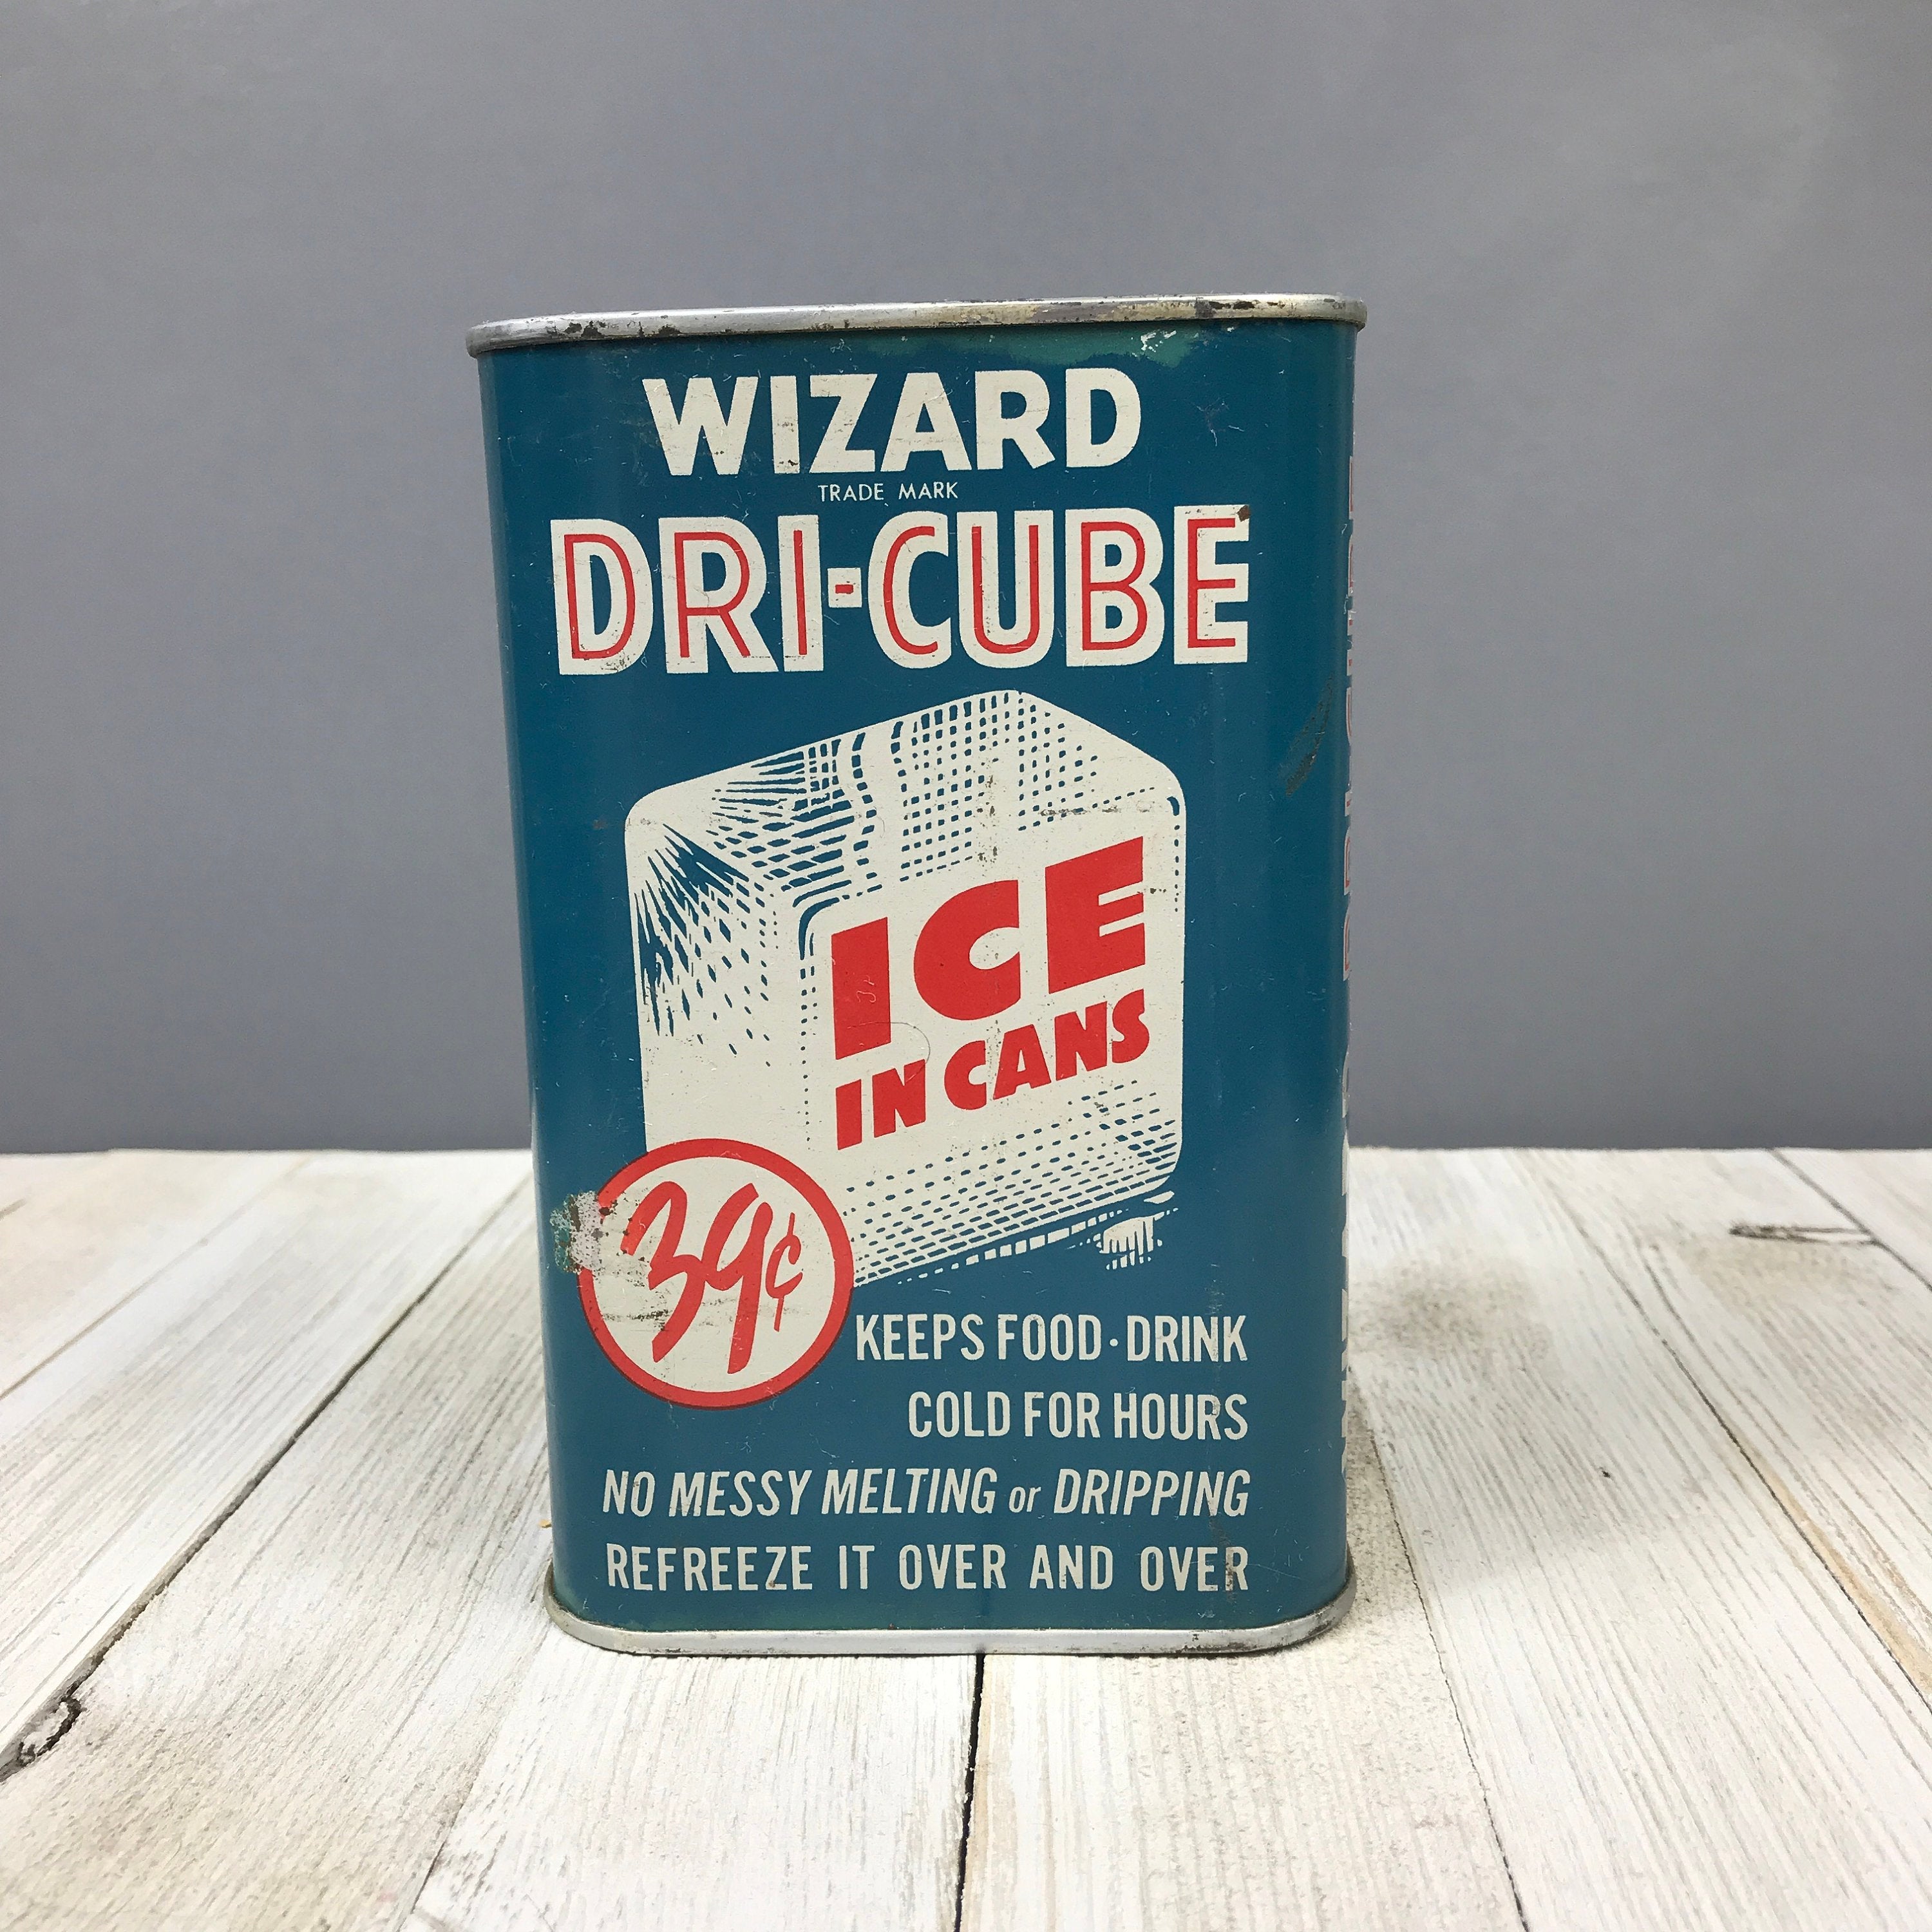 WIZARD
TRADE MARK
DRI-CUBE
ICE
IN CANS
39¢
KEEPS FOOD · DRINK
COLD FOR HOURS
NO MESSY MELTING or DRIPPING
REFREEZE IT OVER AND OVER